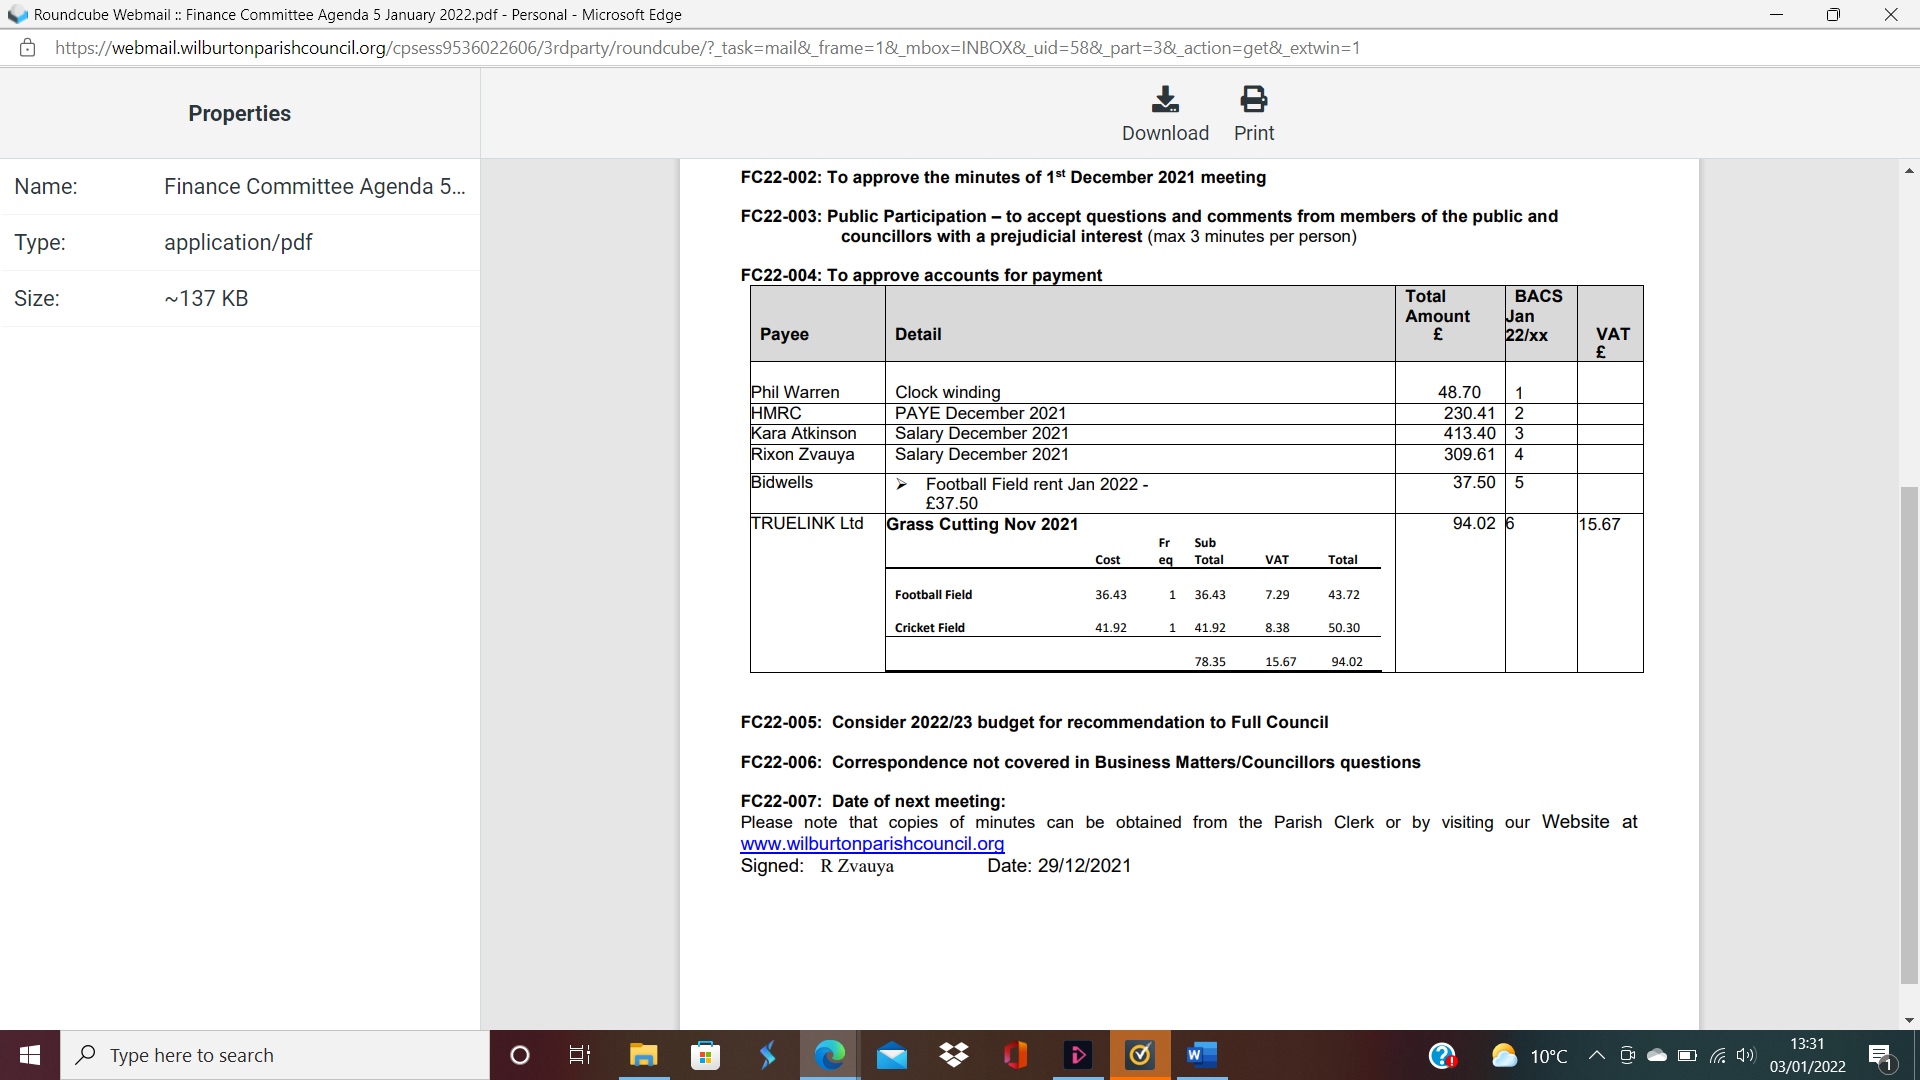 Roundcube Webmail :: Finance Committee Agenda 5 January 2022.pdf - Personal - Microsoft Edge
https://webmail.wilburtonparishcouncil.org/cpsess9536022606/3rdparty/roundcube/?_task=mail&_frame=1&_mbox=INBOX&_uid=58&_part=3&_action=get&_extwin=1
Properties
Download Print
Name: Finance Committee Agenda 5...
Type: application/pdf
Size: ~137 KB
FC22-002: To approve the minutes of 1st December 2021 meeting
FC22-003: Public Participation – to accept questions and comments from members of the public and
councillors with a prejudicial interest (max 3 minutes per person)
FC22-004: To approve accounts for payment
Payee Detail Total Amount £ BACS Jan 22/xx VAT £
Phil Warren Clock winding 48.70 1
HMRC PAYE December 2021 230.41 2
Kara Atkinson Salary December 2021 413.40 3
Rixon Zvauya Salary December 2021 309.61 4
Bidwells ➢ Football Field rent Jan 2022 - 37.50 5
£37.50
TRUELINK Ltd Grass Cutting Nov 2021 94.02 6 15.67
Cost Fr eq Sub Total VAT Total
Football Field 36.43 1 36.43 7.29 43.72
Cricket Field 41.92 1 41.92 8.38 50.30
78.35 15.67 94.02
FC22-005: Consider 2022/23 budget for recommendation to Full Council
FC22-006: Correspondence not covered in Business Matters/Councillors questions
FC22-007: Date of next meeting:
Please note that copies of minutes can be obtained from the Parish Clerk or by visiting our Website at
www.wilburtonparishcouncil.org
Signed: R Zvauya Date: 29/12/2021
Type here to search
10°C
13:31
03/01/2022
1